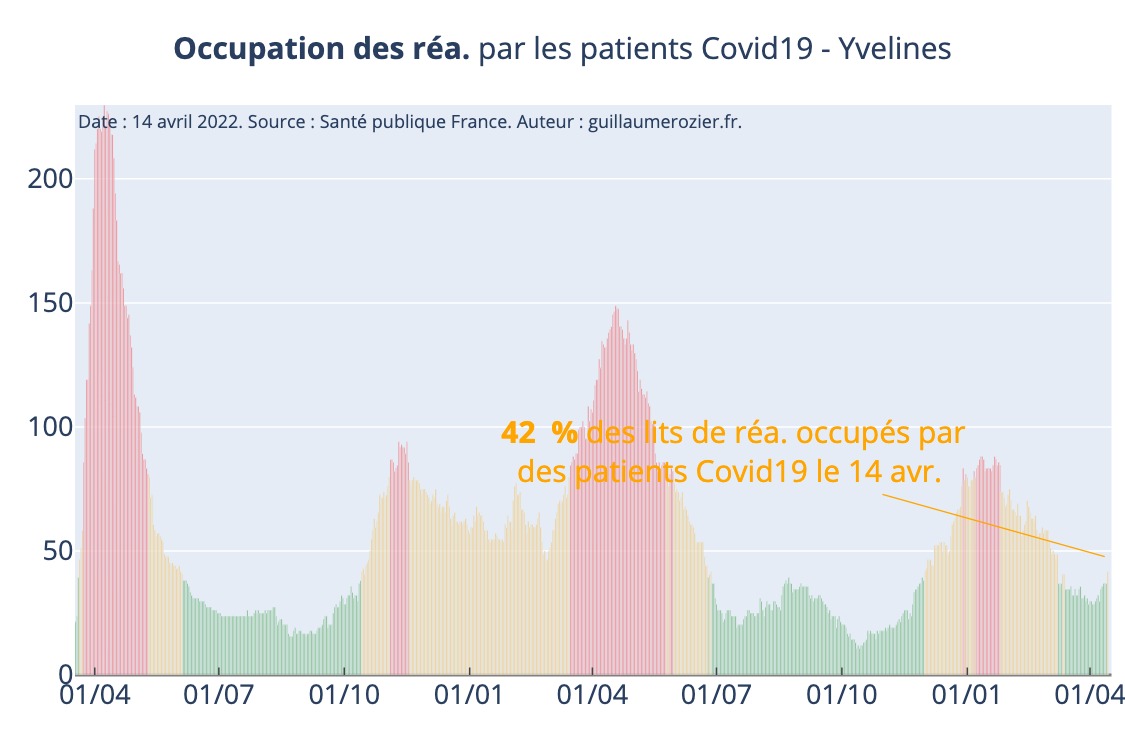 Occupation des réa. par les patients Covid19 - Yvelines
Date : 14 avril 2022. Source : Santé publique France. Auteur : guillaumerozier.fr.
200
150
100
42  % des lits de réa. occupés par
des patients Covid19 le 14 avr.
50
0
01/04 01/07 01/10 01/01 01/04 01/07 01/10 01/01 01/04